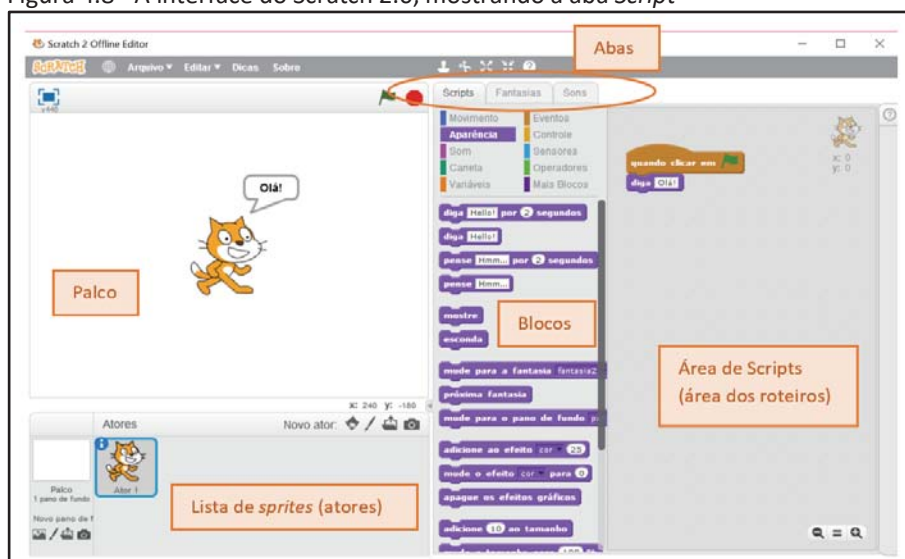 Figura 4.8 - A interface do Scratch 2.0, mostrando a aba Script
Scratch 2 Offline Editor
Abas
SCRATCH Arquivo Editar Dicas Sobre
v446
Scripts Fantasias Sons
Movimento Eventos
Aparência Controle
Som Sensores
Caneta Operadores
Variáveis Mais Blocos
x: 0
y: 0
quando clicar em
diga Olá!
Olá!
diga Hello! por 2 segundos
diga Hello!
pense Hmm... por 2 segundos
pense Hmm...
Palco
mostre
esconda
Blocos
mude para a fantasia fantasia2
próxima fantasia
mude para o pano de fundo
Área de Scripts
(área dos roteiros)
x: 240 y: -180
Atores Novo ator:
adicione ao efeito cor 25
mude o efeito cor para 0
apague os efeitos gráficos
adicione 10 ao tamanho
Palco
1 pano de fundo
Ator 1
Novo pano de f
Lista de sprites (atores)